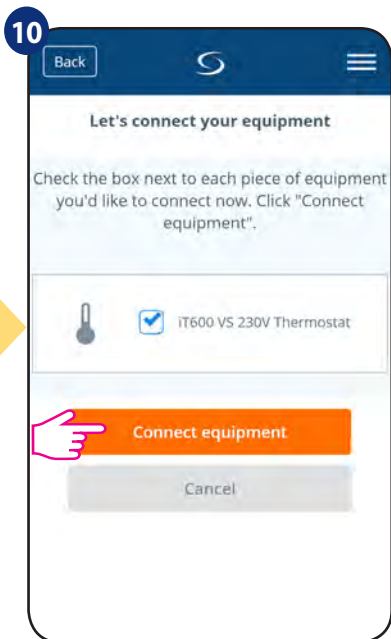 10
Back
Let's connect your equipment
Check the box next to each piece of equipment
you'd like to connect now. Click "Connect
equipment".
iT600 VS 230V Thermostat
Connect equipment
Cancel